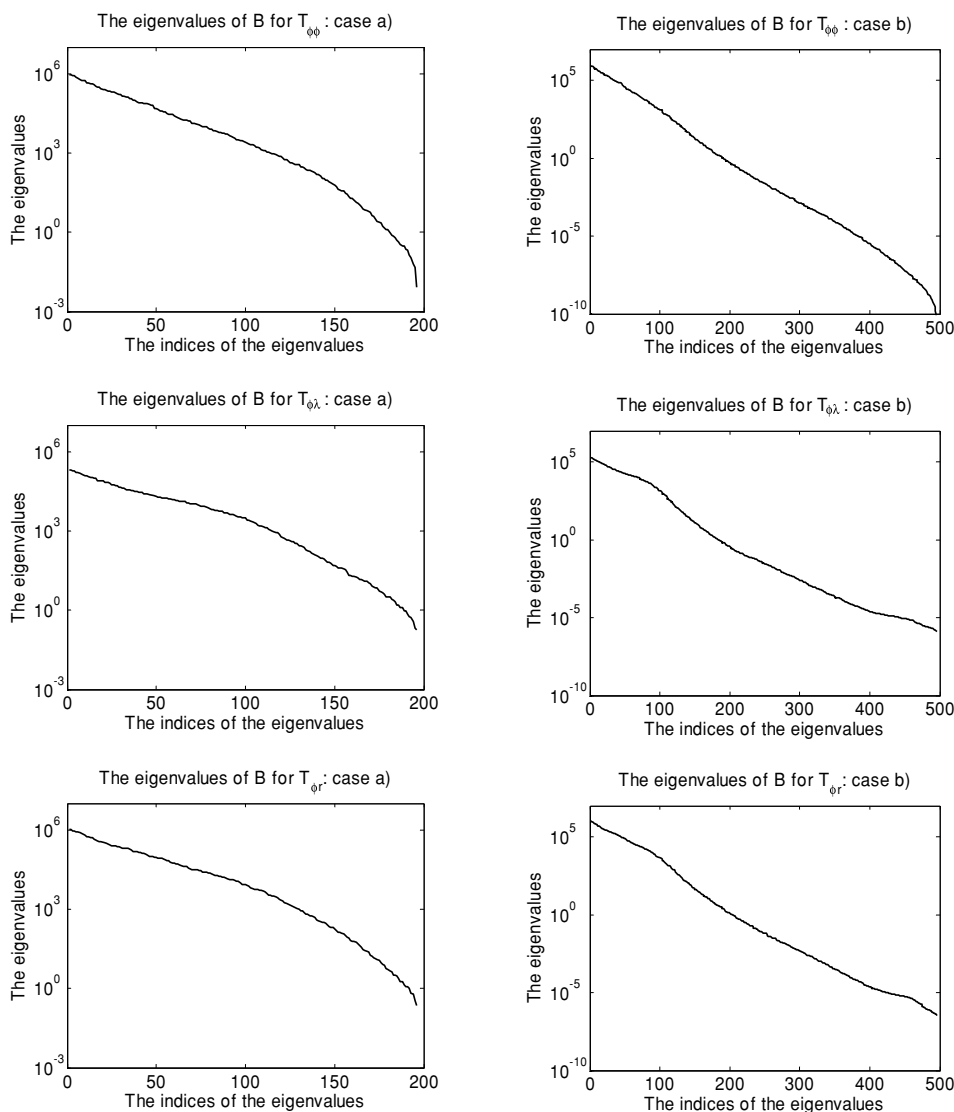 The eigenvalues of B for T_ϕϕ : case a)
10^6
10^3
10^0
10^-3
The eigenvalues
0 50 100 150 200
The indices of the eigenvalues
The eigenvalues of B for T_ϕϕ : case b)
10^5
10^0
10^-5
10^-10
The eigenvalues
0 100 200 300 400 500
The indices of the eigenvalues
The eigenvalues of B for T_ϕλ : case a)
10^6
10^3
10^0
10^-3
The eigenvalues
0 50 100 150 200
The indices of the eigenvalues
The eigenvalues of B for T_ϕλ : case b)
10^5
10^0
10^-5
10^-10
The eigenvalues
0 100 200 300 400 500
The indices of the eigenvalues
The eigenvalues of B for T_ϕr : case a)
10^6
10^3
10^0
10^-3
The eigenvalues
0 50 100 150 200
The indices of the eigenvalues
The eigenvalues of B for T_ϕr : case b)
10^5
10^0
10^-5
10^-10
The eigenvalues
0 100 200 300 400 500
The indices of the eigenvalues